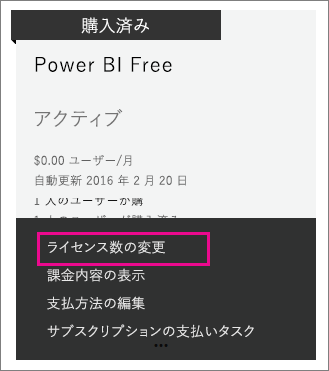 購入済み
Power BI Free
アクティブ
$0.00 ユーザー/月
自動更新 2016 年 2 月 20 日
1 人のユーザーが購
ライセンス数の変更
課金内容の表示
支払方法の編集
サブスクリプションの支払いタスク
...